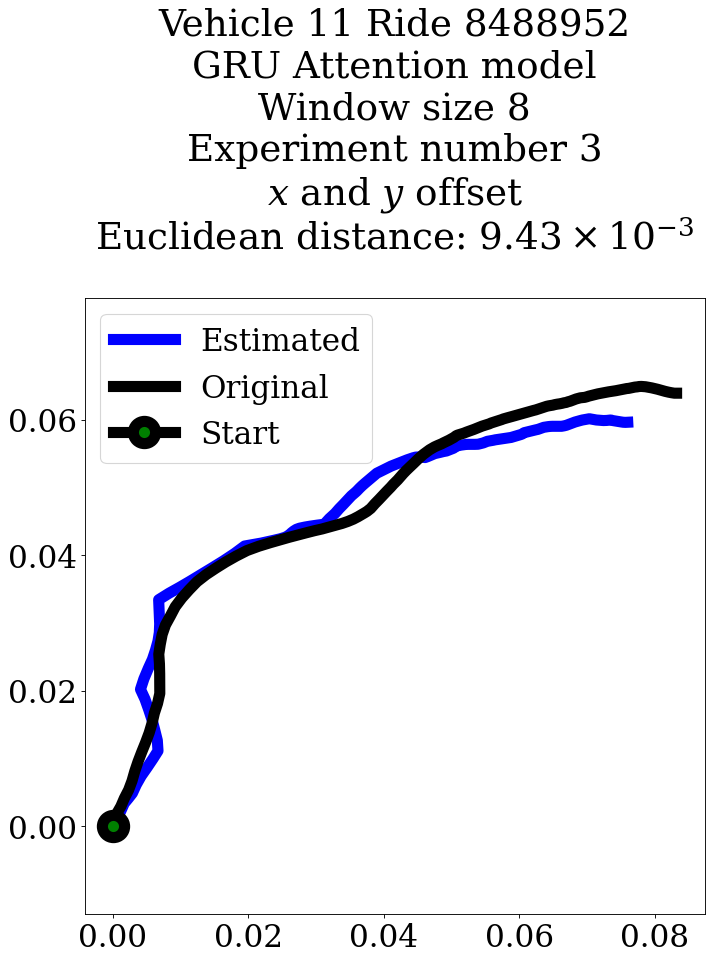 Vehicle 11 Ride 8488952
GRU Attention model
Window size 8
Experiment number 3
x and y offset
Euclidean distance: 9.43 × 10⁻³
Estimated
Original
Start
0.06
0.04
0.02
0.00
0.00 0.02 0.04 0.06 0.08